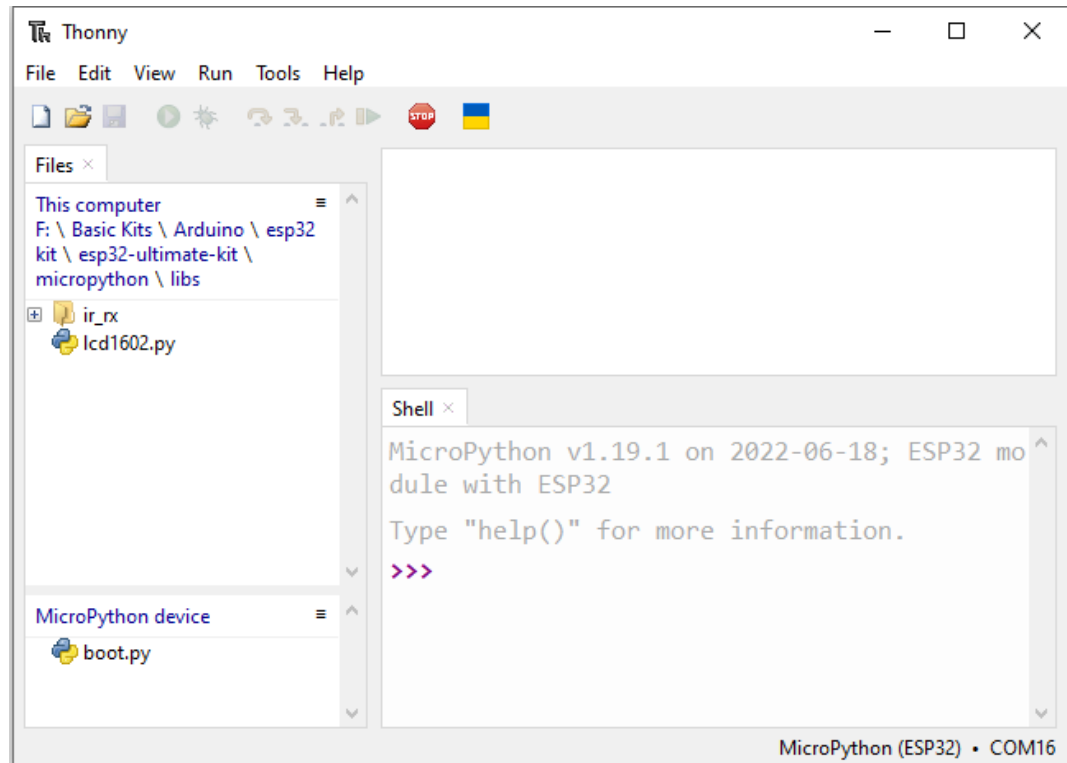 Thonny
File Edit View Run Tools Help
STOP
Files
This computer
F: \ Basic Kits \ Arduino \ esp32
kit \ esp32-ultimate-kit \
micropython \ libs
ir_rx
lcd1602.py
MicroPython device
boot.py
Shell
MicroPython v1.19.1 on 2022-06-18; ESP32 mo
dule with ESP32
Type "help()" for more information.
>>>
MicroPython (ESP32) • COM16